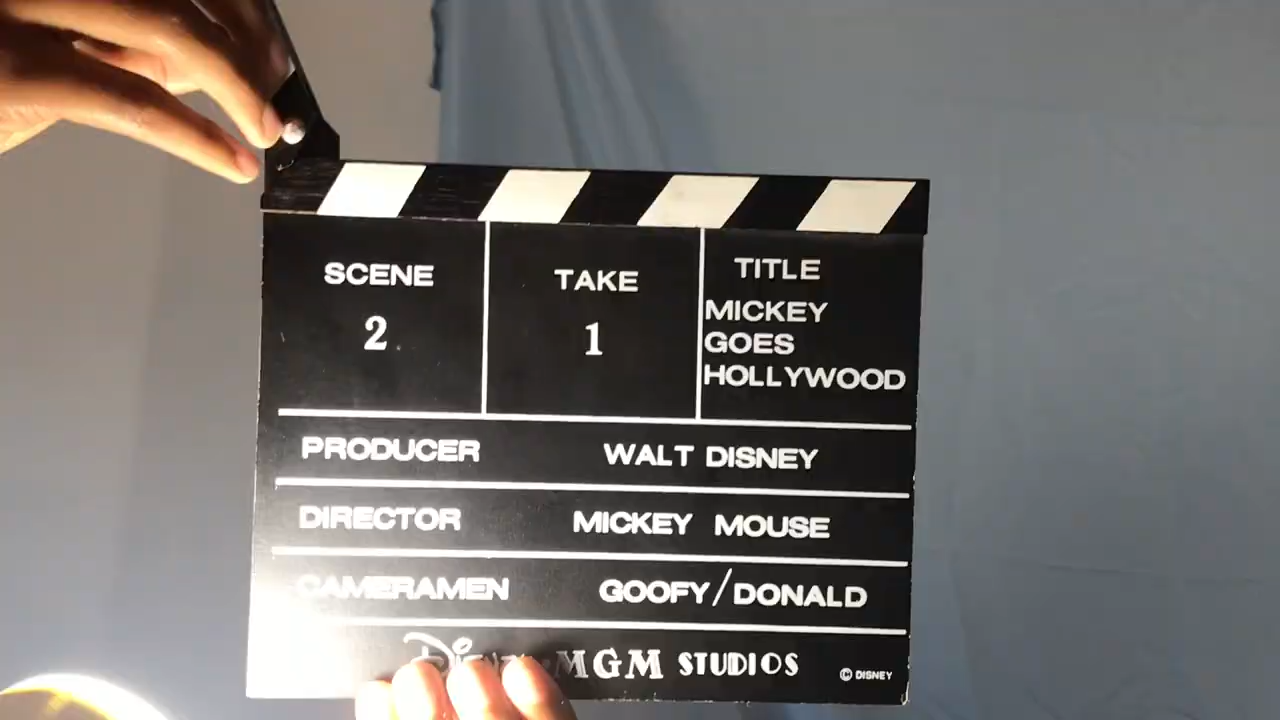 SCENE
2
TAKE
1
TITLE
MICKEY
GOES
HOLLYWOOD
PRODUCER WALT DISNEY
DIRECTOR MICKEY MOUSE
CAMERAMEN GOOFY/DONALD
DISNEY·MGM STUDIOS
© DISNEY